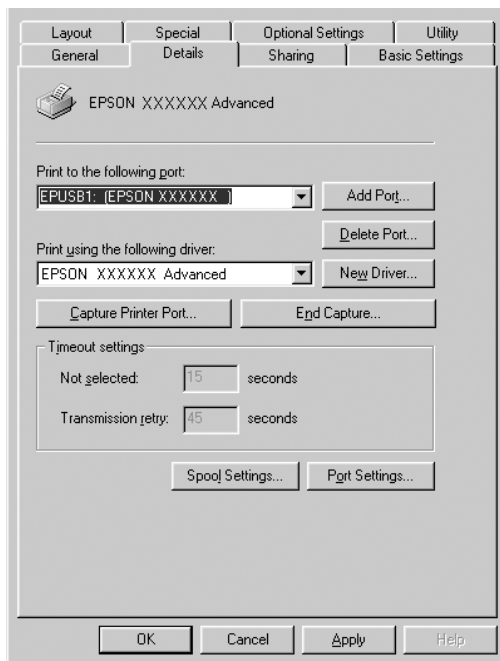 Layout Special Optional Settings Utility
General Details Sharing Basic Settings
EPSON XXXXXX Advanced
Print to the following port:
EPUSB1: (EPSON XXXXXX ) Add Port...
Delete Port...
Print using the following driver:
EPSON XXXXXX Advanced New Driver...
Capture Printer Port... End Capture...
Timeout settings
Not selected: 15 seconds
Transmission retry: 45 seconds
Spool Settings... Port Settings...
OK Cancel Apply Help